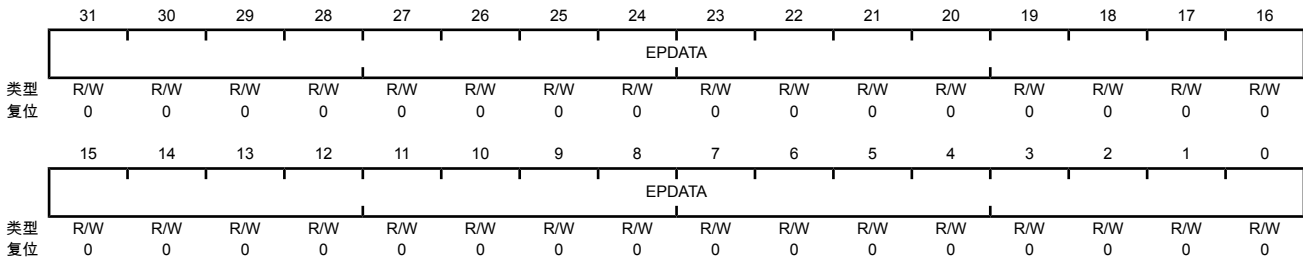 31 30 29 28 27 26 25 24 23 22 21 20 19 18 17 16
EPDATA
类型 R/W R/W R/W R/W R/W R/W R/W R/W R/W R/W R/W R/W R/W R/W R/W R/W
复位 0 0 0 0 0 0 0 0 0 0 0 0 0 0 0 0
15 14 13 12 11 10 9 8 7 6 5 4 3 2 1 0
EPDATA
类型 R/W R/W R/W R/W R/W R/W R/W R/W R/W R/W R/W R/W R/W R/W R/W R/W
复位 0 0 0 0 0 0 0 0 0 0 0 0 0 0 0 0